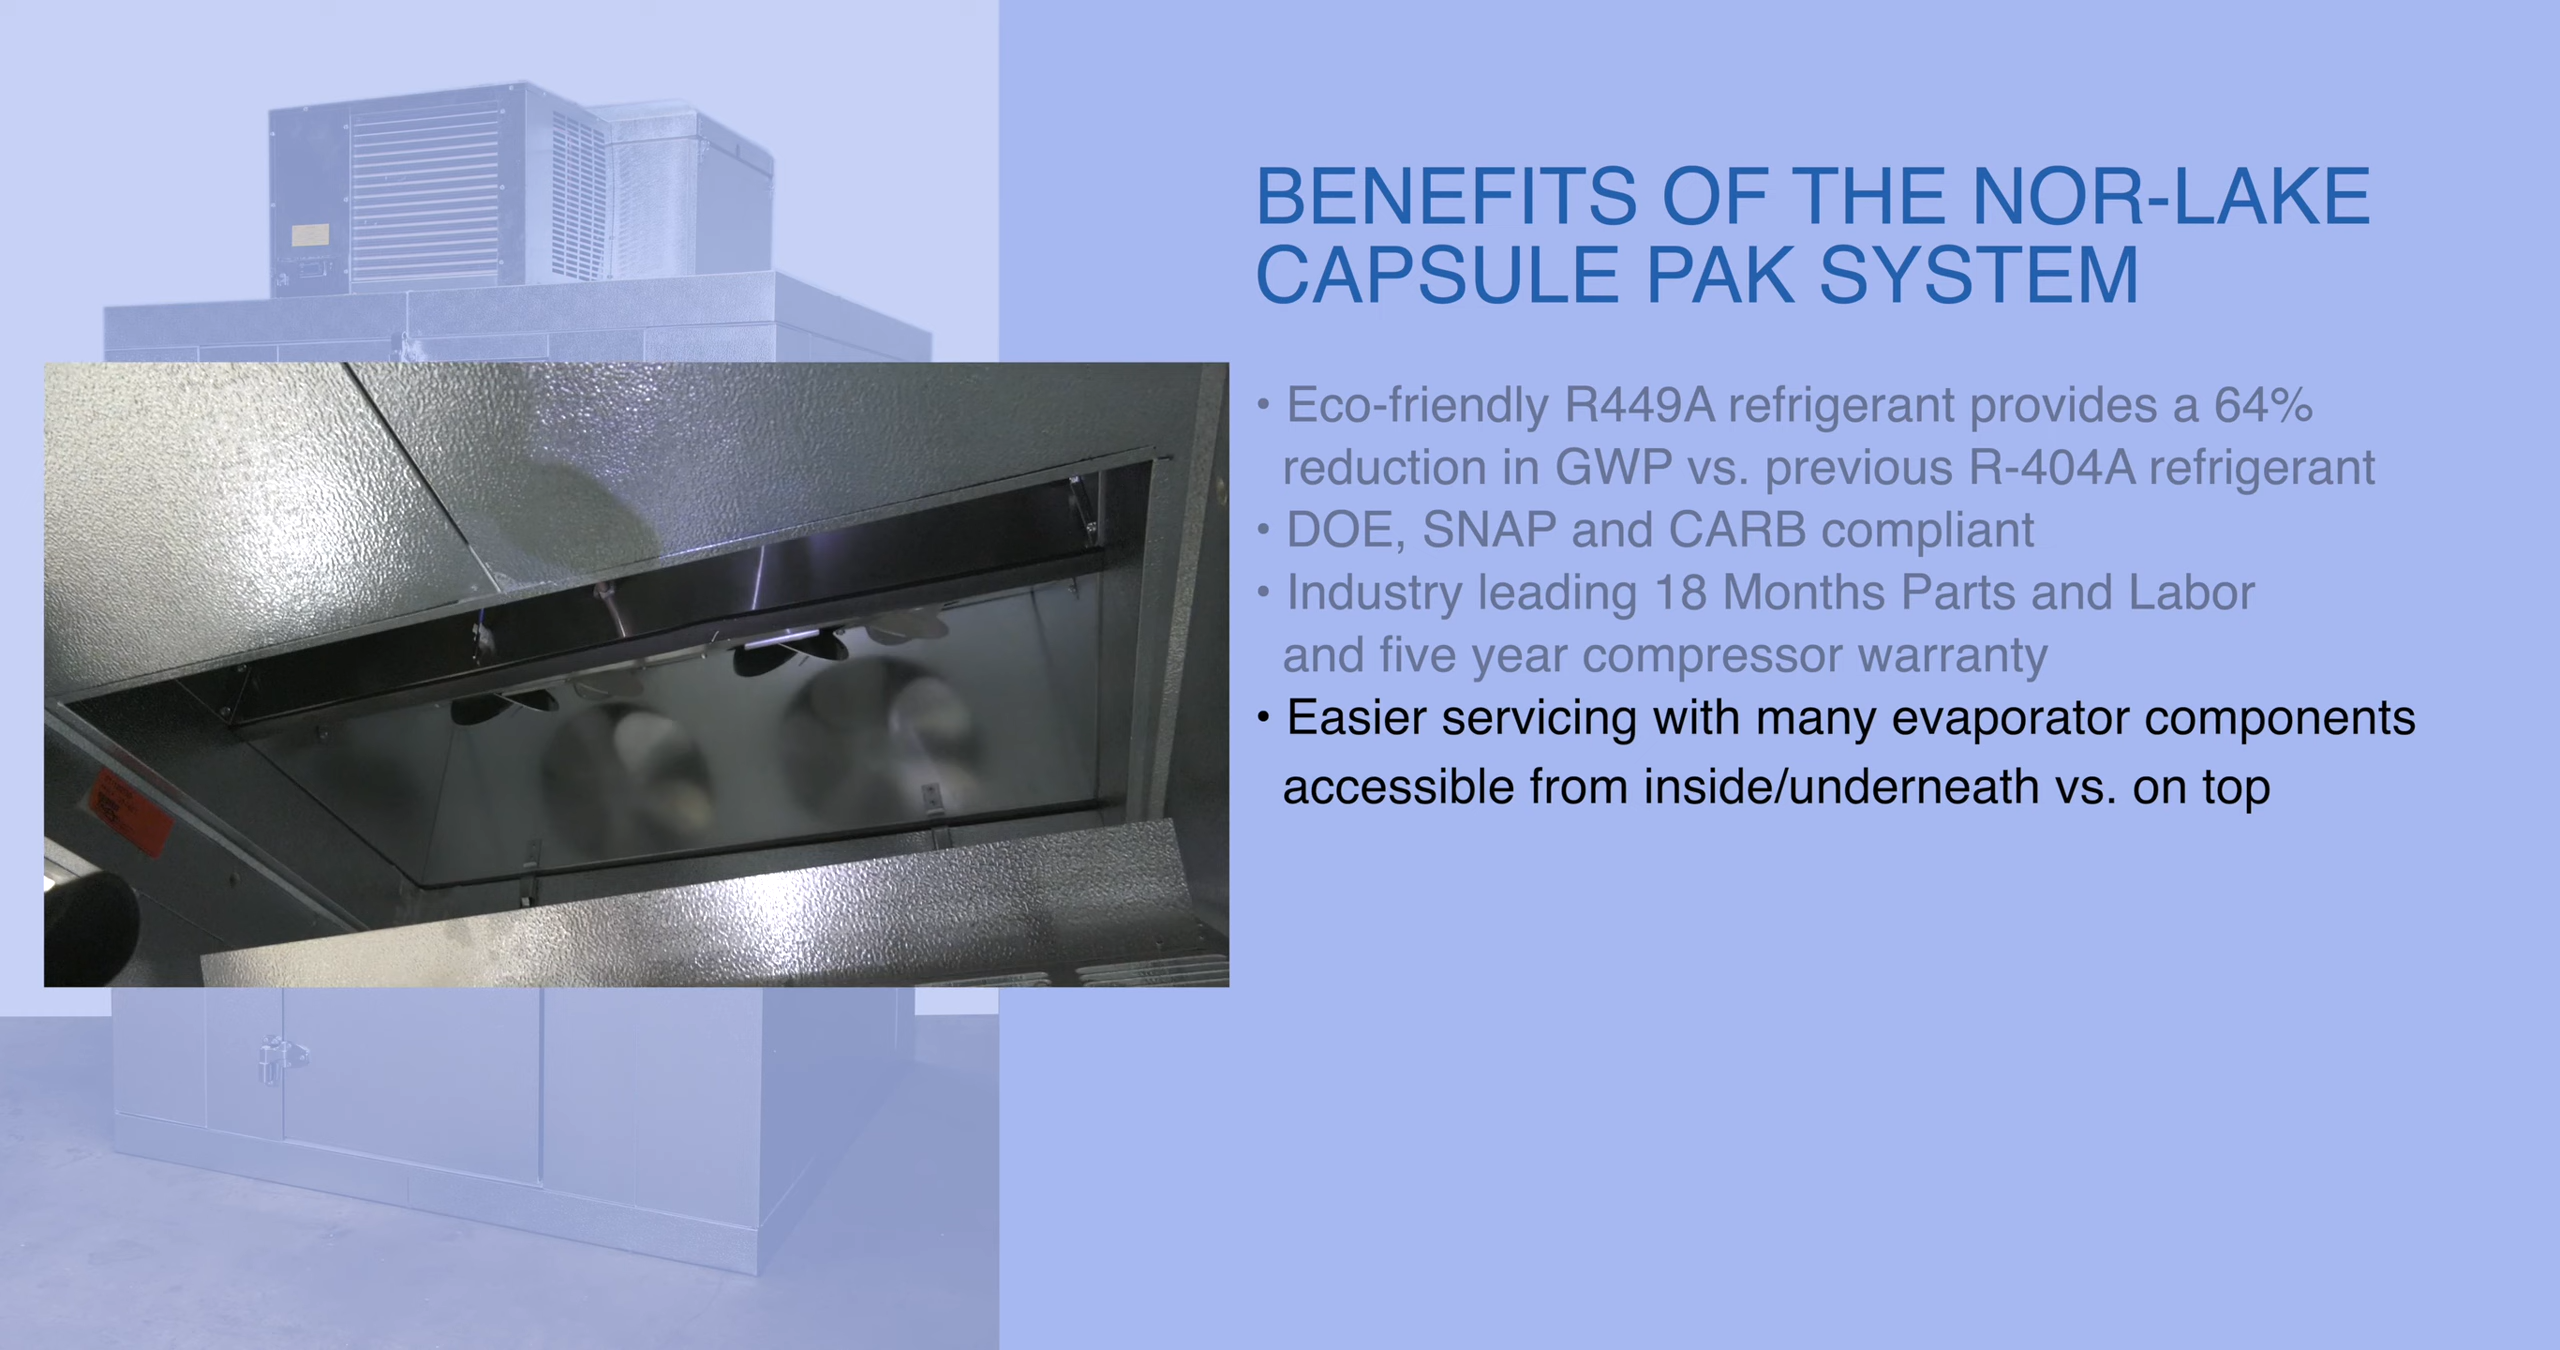 BENEFITS OF THE NOR-LAKE
CAPSULE PAK SYSTEM
• Eco-friendly R449A refrigerant provides a 64%
reduction in GWP vs. previous R-404A refrigerant
• DOE, SNAP and CARB compliant
• Industry leading 18 Months Parts and Labor
and five year compressor warranty
• Easier servicing with many evaporator components
accessible from inside/underneath vs. on top